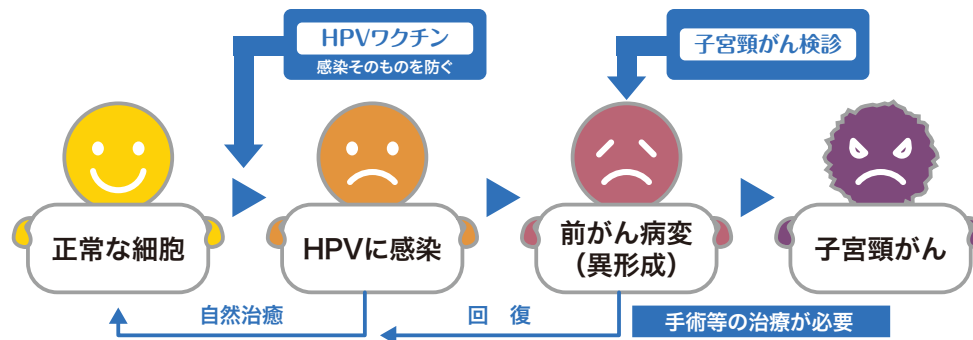 HPVワクチン
感染そのものを防ぐ
子宮頸がん検診
正常な細胞
HPVに感染
前がん病変
（異形成）
子宮頸がん
自然治癒
回　復
手術等の治療が必要